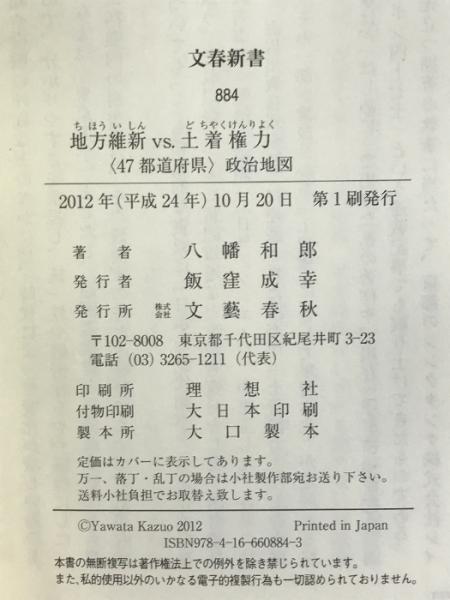 文春新書
884
ち ほう い しん ど ちやくけんりよく
地方維新 vs. 土着権力
〈47 都道府県〉政治地図
2012 年(平成 24 年) 10 月 20 日 第 1 刷発行
著者 八幡和郎
発行者 飯窪成幸
発行所 株式会社 文藝春秋
〒102-8008 東京都千代田区紀尾井町 3-23
電話 (03) 3265-1211 (代表)
印刷所 理想社
付物印刷 大日本印刷
製本所 大口製本
定価はカバーに表示してあります。
万一、落丁・乱丁の場合は小社製作部宛お送り下さい。
送料小社負担でお取替え致します。
©Yawata Kazuo 2012 Printed in Japan
ISBN978-4-16-660884-3
本書の無断複写は著作権法上での例外を除き禁じられています。
また、私的使用以外のいかなる電子的複製行為も一切認められておりません。